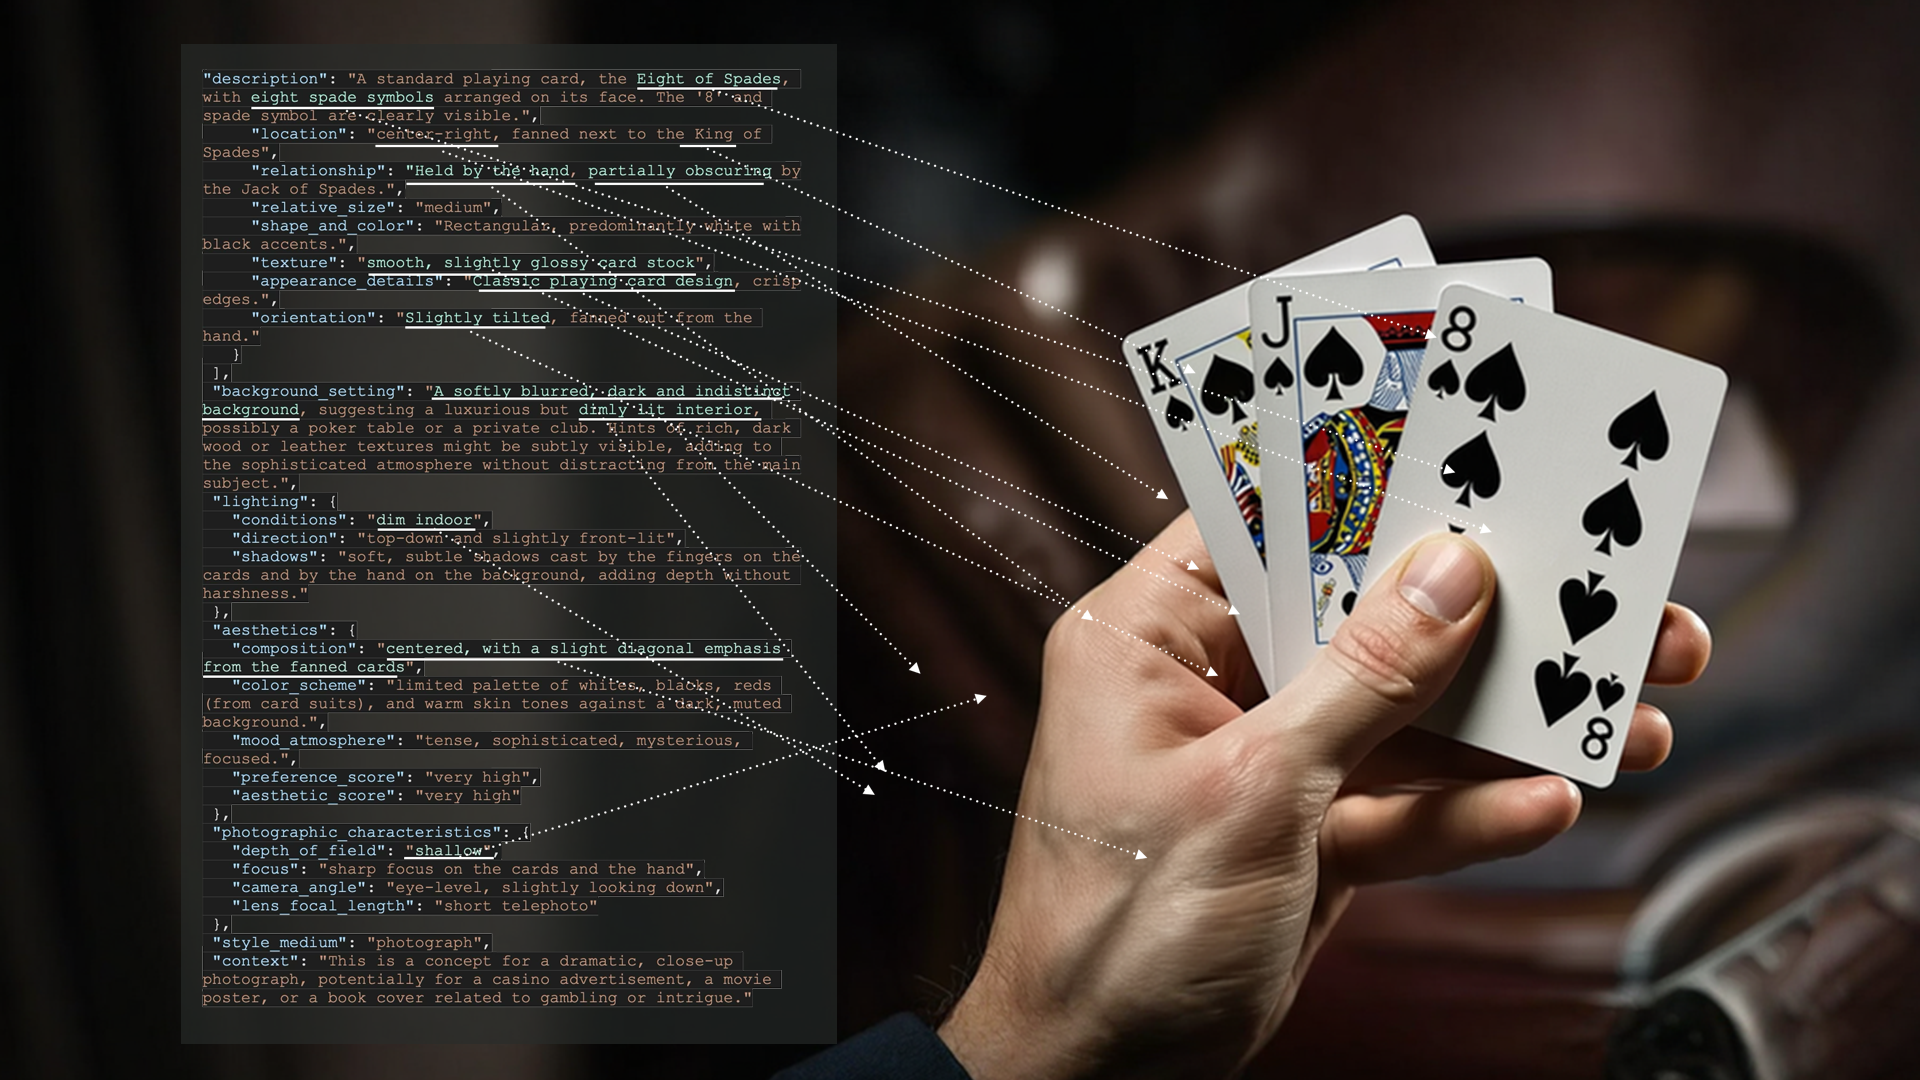 "description": "A standard playing card, the Eight of Spades,
with eight spade symbols arranged on its face. The '8' and
spade symbol are clearly visible.",
"location": "center-right, fanned next to the King of
Spades",
"relationship": "Held by the hand, partially obscuring by
the Jack of Spades.",
"relative_size": "medium",
"shape_and_color": "Rectangular, predominantly white with
black accents.",
"texture": "smooth, slightly glossy card stock",
"appearance_details": "Classic playing card design, crisp
edges.",
"orientation": "Slightly tilted, fanned out from the
hand."
}
],
"background_setting": "A softly blurred, dark and indistinct
background, suggesting a luxurious but dimly lit interior,
possibly a poker table or a private club. Hints of rich, dark
wood or leather textures might be subtly visible, adding to
the sophisticated atmosphere without distracting from the main
subject.",
"lighting": {
"conditions": "dim indoor",
"direction": "top-down and slightly front-lit",
"shadows": "soft, subtle shadows cast by the fingers on the
cards and by the hand on the background, adding depth without
harshness."
},
"aesthetics": {
"composition": "centered, with a slight diagonal emphasis
from the fanned cards",
"color_scheme": "limited palette of whites, blacks, reds
(from card suits), and warm skin tones against a dark, muted
background.",
"mood_atmosphere": "tense, sophisticated, mysterious,
focused.",
"preference_score": "very high",
"aesthetic_score": "very high"
},
"photographic_characteristics": {
"depth_of_field": "shallow",
"focus": "sharp focus on the cards and the hand",
"camera_angle": "eye-level, slightly looking down",
"lens_focal_length": "short telephoto"
},
"style_medium": "photograph",
"context": "This is a concept for a dramatic, close-up
photograph, potentially for a casino advertisement, a movie
poster, or a book cover related to gambling or intrigue."
K
J
8
8